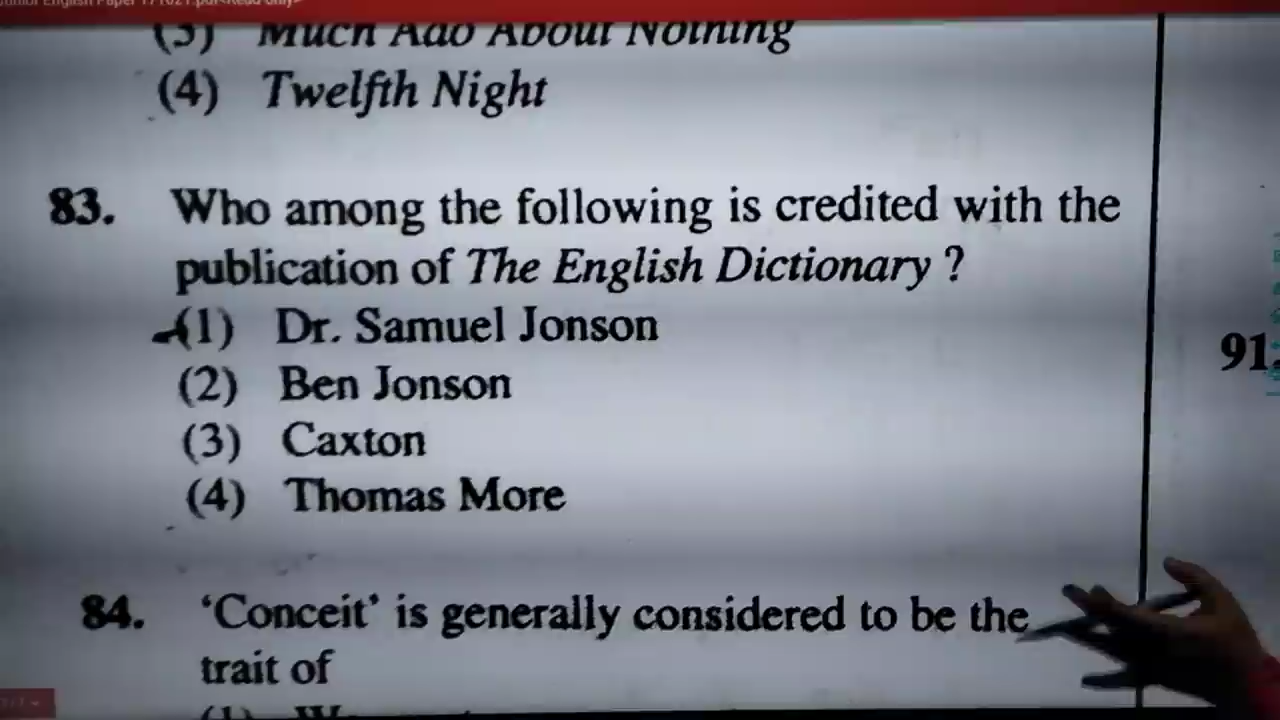 (3) Much Ado About Nothing
(4) Twelfth Night
83. Who among the following is credited with the
publication of The English Dictionary ?
(1) Dr. Samuel Jonson
(2) Ben Jonson
(3) Caxton
(4) Thomas More
91.
84. ‘Conceit’ is generally considered to be the
trait of
(1)